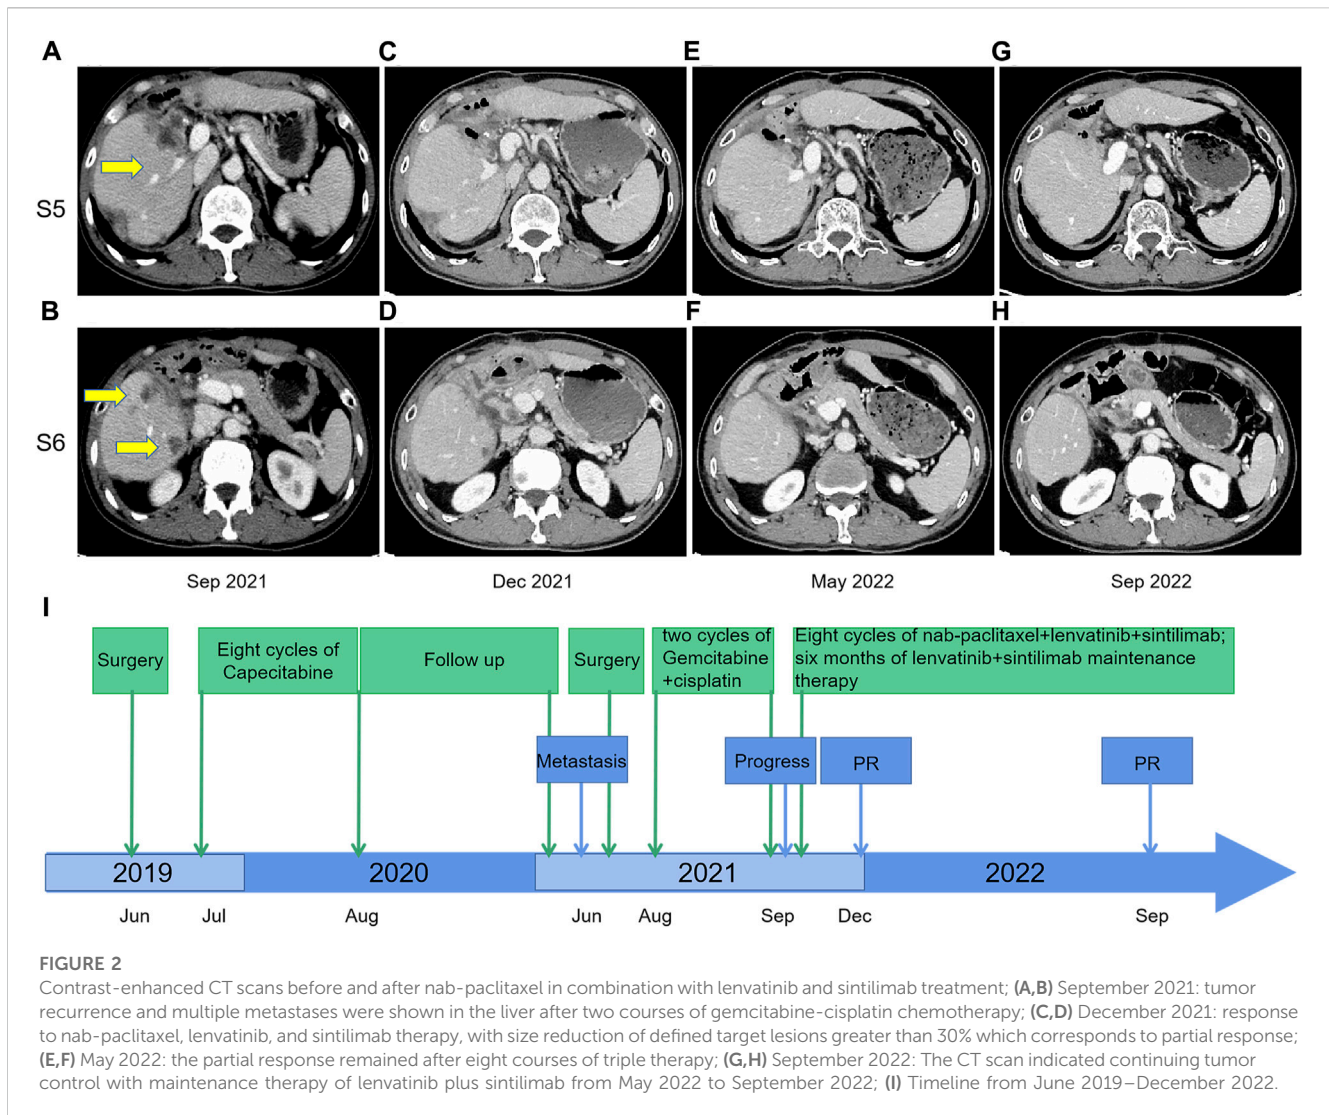 A
C
E
G
S5
B
D
F
H
S6
Sep 2021
Dec 2021
May 2022
Sep 2022
I
Surgery
Eight cycles of
Capecitabine
Follow up
Surgery
two cycles of
Gemcitabine
+cisplatin
Eight cycles of nab-paclitaxel+lenvatinib+sintilimab;
six months of lenvatinib+sintilimab maintenance
therapy
Metastasis
Progress
PR
PR
2019
2020
2021
2022
Jun
Jul
Aug
Jun
Aug
Sep
Dec
Sep
FIGURE 2
Contrast-enhanced CT scans before and after nab-paclitaxel in combination with lenvatinib and sintilimab treatment; (A,B) September 2021: tumor
recurrence and multiple metastases were shown in the liver after two courses of gemcitabine-cisplatin chemotherapy; (C,D) December 2021: response
to nab-paclitaxel, lenvatinib, and sintilimab therapy, with size reduction of defined target lesions greater than 30% which corresponds to partial response;
(E,F) May 2022: the partial response remained after eight courses of triple therapy; (G,H) September 2022: The CT scan indicated continuing tumor
control with maintenance therapy of lenvatinib plus sintilimab from May 2022 to September 2022; (I) Timeline from June 2019–December 2022.